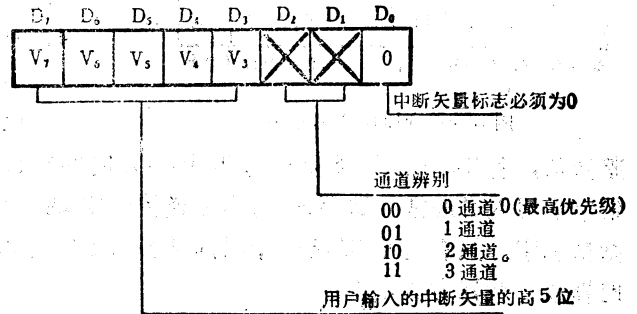 D₇ D₆ D₅ D₄ D₃ D₂ D₁ D₀
V₇ V₆ V₅ V₄ V₃ 0
中断矢量标志必须为0
通道辨别
00 0通道0(最高优先级)
01 1通道
10 2通道。
11 3通道
用户输入的中断矢量的高5位